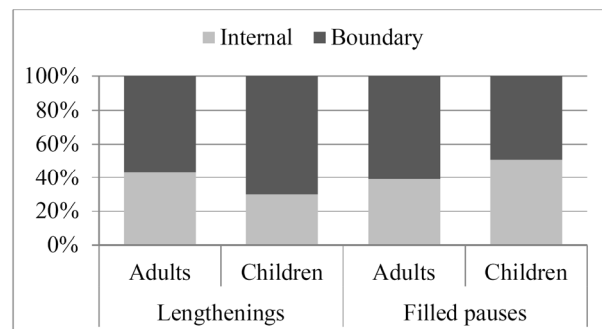 Internal Boundary
100%
80%
60%
40%
20%
0%
Adults Children Adults Children
Lengthenings Filled pauses